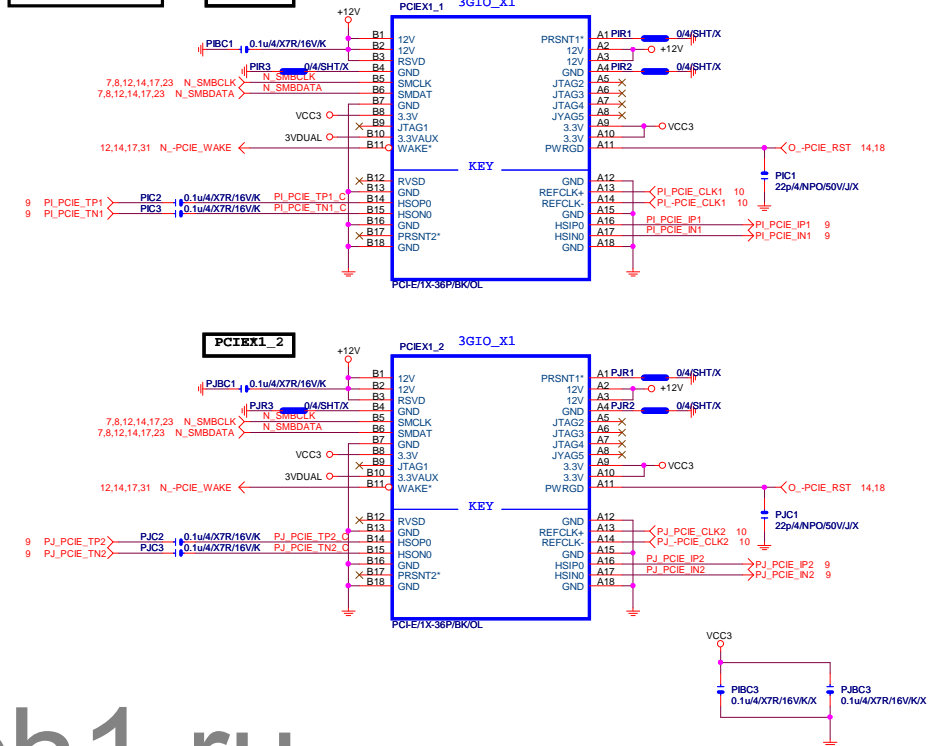 +12V
PCIEX1_1 3GIO_X1
PIBC1 0.1u/4/X7R/16V/K
B1 12V
B2 12V
B3 RSVD
PIR3 0/4/SHT/X B4 GND
7,8,12,14,17,23 N_SMBCLK N_SMBCLK B5 SMCLK
7,8,12,14,17,23 N_SMBDATA N_SMBDATA B6 SMDAT
B7 GND
VCC3 B8 3.3V
B9 JTAG1
3VDUAL B10 3.3VAUX
12,14,17,31 N_-PCIE_WAKE B11 WAKE*
KEY
B12 RVSD
B13 GND
9 PI_PCIE_TP1 PIC2 0.1u/4/X7R/16V/K PI_PCIE_TP1_C B14 HSOP0
9 PI_PCIE_TN1 PIC3 0.1u/4/X7R/16V/K PI_PCIE_TN1_C B15 HSON0
B16 GND
B17 PRSNT2*
B18 GND
PRSNT1* A1 PIR1 0/4/SHT/X
12V A2 +12V
12V A3
GND A4 PIR2 0/4/SHT/X
JTAG2 A5
JTAG3 A6
JTAG4 A7
JYAG5 A8
3.3V A9 VCC3
3.3V A10
PWRGD A11 O_-PCIE_RST 14,18
PIC1
22p/4/NPO/50V/J/X
GND A12
REFCLK+ A13 PI_PCIE_CLK1 10
REFCLK- A14 PI_-PCIE_CLK1 10
GND A15
HSIP0 A16 PI_PCIE_IP1 PI_PCIE_IP1 9
HSIN0 A17 PI_PCIE_IN1 PI_PCIE_IN1 9
GND A18
PCI-E/1X-36P/BK/OL
PCIEX1_2
+12V
PCIEX1_2 3GIO_X1
PJBC1 0.1u/4/X7R/16V/K
B1 12V
B2 12V
B3 RSVD
PJR3 0/4/SHT/X B4 GND
7,8,12,14,17,23 N_SMBCLK N_SMBCLK B5 SMCLK
7,8,12,14,17,23 N_SMBDATA N_SMBDATA B6 SMDAT
B7 GND
VCC3 B8 3.3V
B9 JTAG1
3VDUAL B10 3.3VAUX
12,14,17,31 N_-PCIE_WAKE B11 WAKE*
KEY
B12 RVSD
B13 GND
9 PJ_PCIE_TP2 PJC2 0.1u/4/X7R/16V/K PJ_PCIE_TP2_C B14 HSOP0
9 PJ_PCIE_TN2 PJC3 0.1u/4/X7R/16V/K PJ_PCIE_TN2_C B15 HSON0
B16 GND
B17 PRSNT2*
B18 GND
PRSNT1* A1 PJR1 0/4/SHT/X
12V A2 +12V
12V A3
GND A4 PJR2 0/4/SHT/X
JTAG2 A5
JTAG3 A6
JTAG4 A7
JYAG5 A8
3.3V A9 VCC3
3.3V A10
PWRGD A11 O_-PCIE_RST 14,18
PJC1
22p/4/NPO/50V/J/X
GND A12
REFCLK+ A13 PJ_PCIE_CLK2 10
REFCLK- A14 PJ_-PCIE_CLK2 10
GND A15
HSIP0 A16 PJ_PCIE_IP2 PJ_PCIE_IP2 9
HSIN0 A17 PJ_PCIE_IN2 PJ_PCIE_IN2 9
GND A18
PCI-E/1X-36P/BK/OL
VCC3
PIBC3
0.1u/4/X7R/16V/K/X
PJBC3
0.1u/4/X7R/16V/K/X